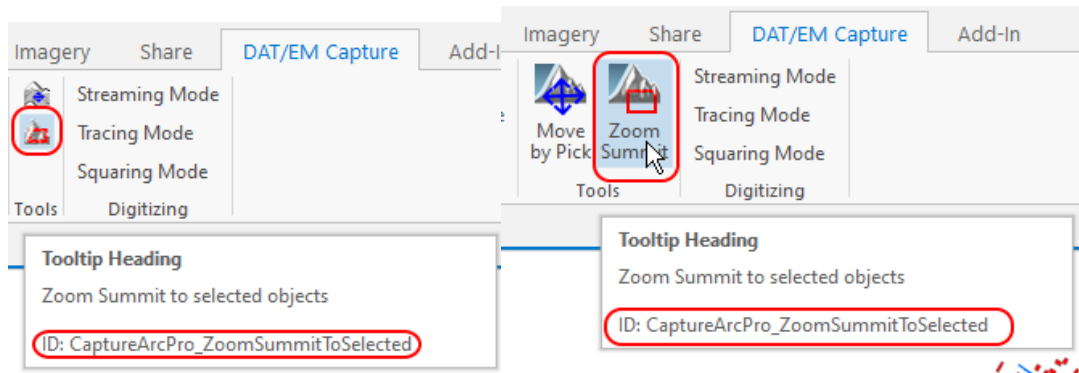 Imagery Share DAT/EM Capture Add-I
Streaming Mode
Tracing Mode
Squaring Mode
Tools Digitizing
Tooltip Heading
Zoom Summit to selected objects
ID: CaptureArcPro_ZoomSummitToSelected
Imagery Share DAT/EM Capture Add-In
Move by Pick
Zoom Summit
Streaming Mode
Tracing Mode
Squaring Mode
Tools Digitizing
Tooltip Heading
Zoom Summit to selected objects
ID: CaptureArcPro_ZoomSummitToSelected